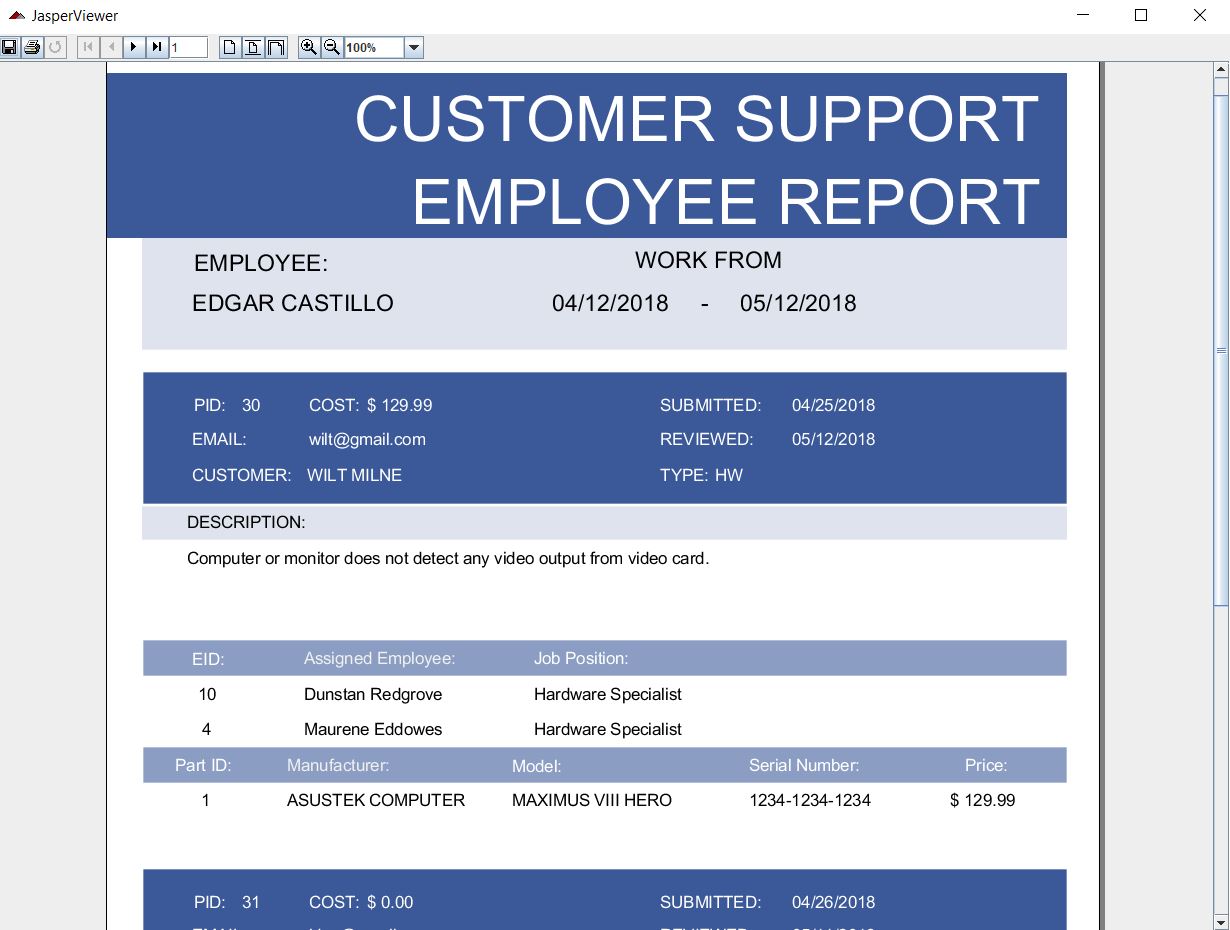 JasperViewer
1
100%
CUSTOMER SUPPORT
EMPLOYEE REPORT
EMPLOYEE: WORK FROM
EDGAR CASTILLO 04/12/2018 - 05/12/2018
PID: 30 COST: $ 129.99 SUBMITTED: 04/25/2018
EMAIL: wilt@gmail.com REVIEWED: 05/12/2018
CUSTOMER: WILT MILNE TYPE: HW
DESCRIPTION:
Computer or monitor does not detect any video output from video card.
EID: Assigned Employee: Job Position:
10 Dunstan Redgrove Hardware Specialist
4 Maurene Eddowes Hardware Specialist
Part ID: Manufacturer: Model: Serial Number: Price:
1 ASUSTEK COMPUTER MAXIMUS VIII HERO 1234-1234-1234 $ 129.99
PID: 31 COST: $ 0.00 SUBMITTED: 04/26/2018